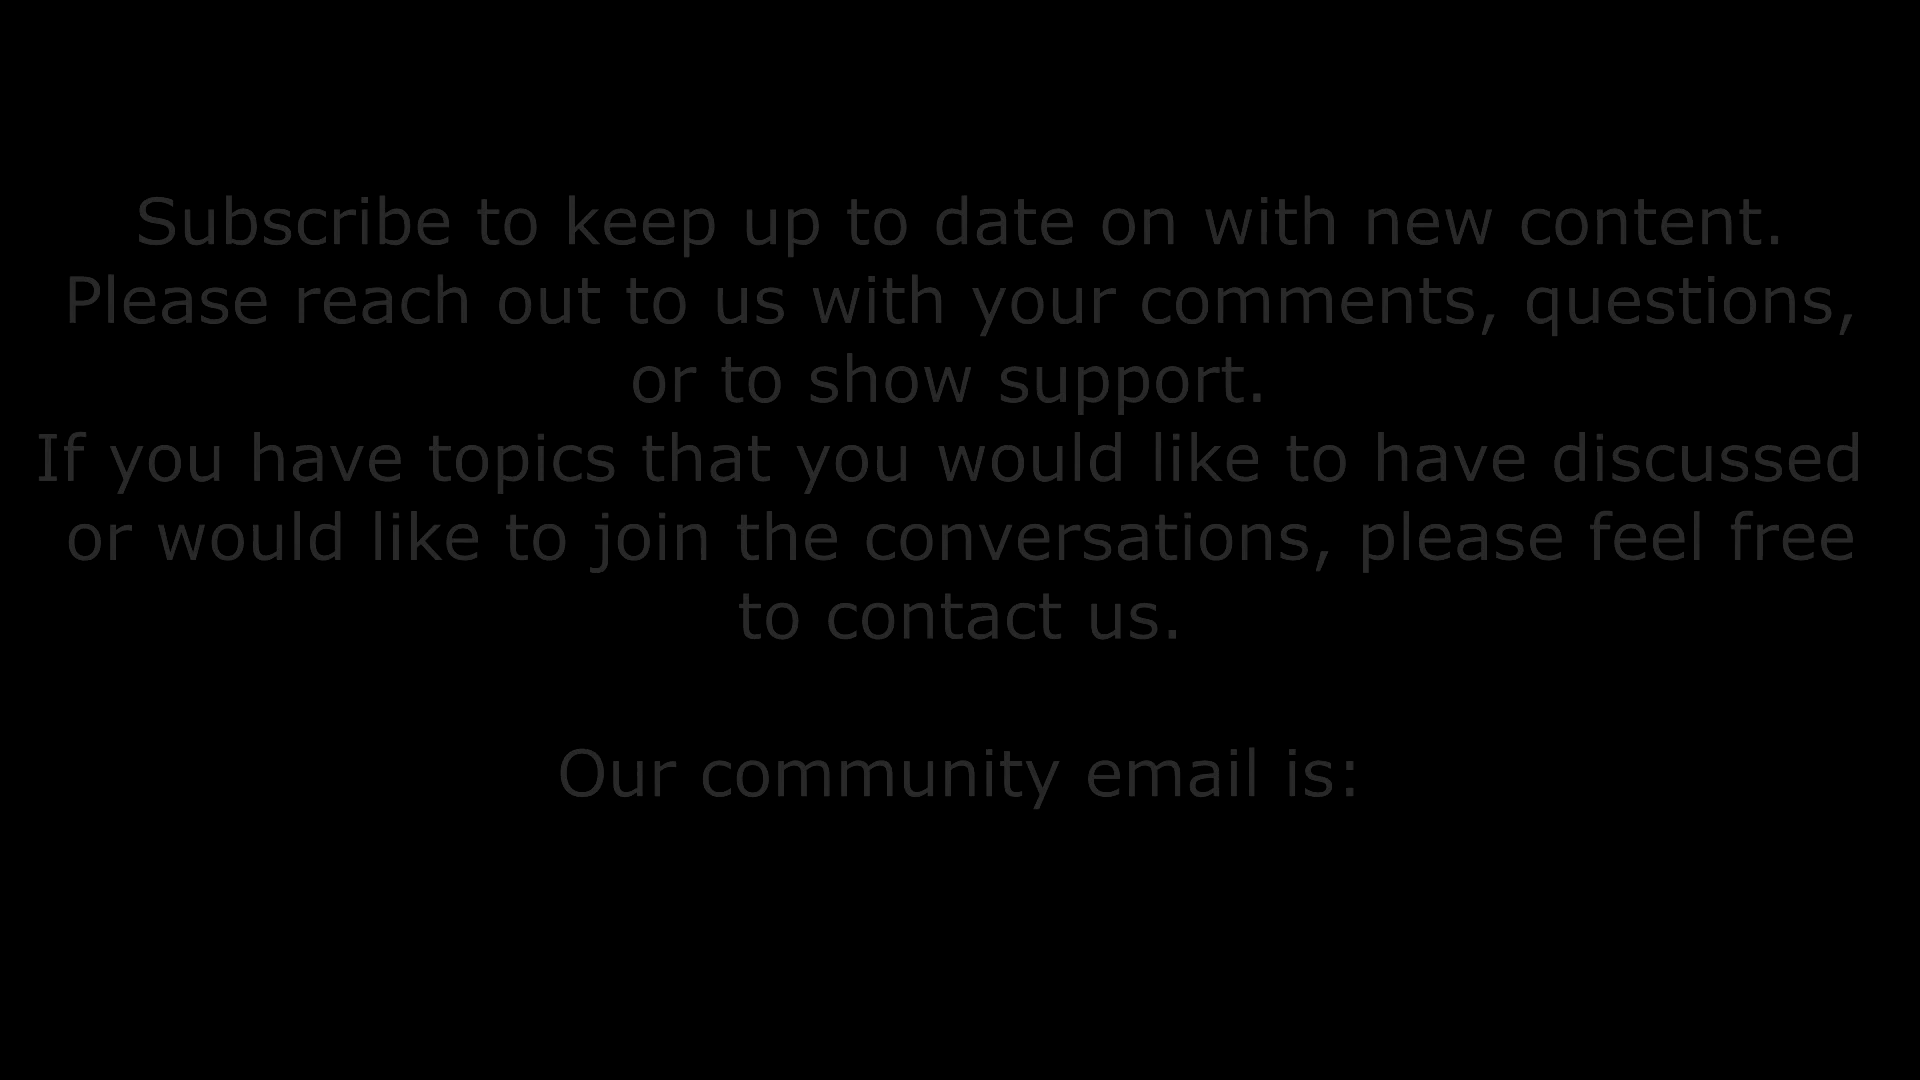 Subscribe to keep up to date on with new content.
Please reach out to us with your comments, questions,
or to show support.
If you have topics that you would like to have discussed
or would like to join the conversations, please feel free
to contact us.
Our community email is: